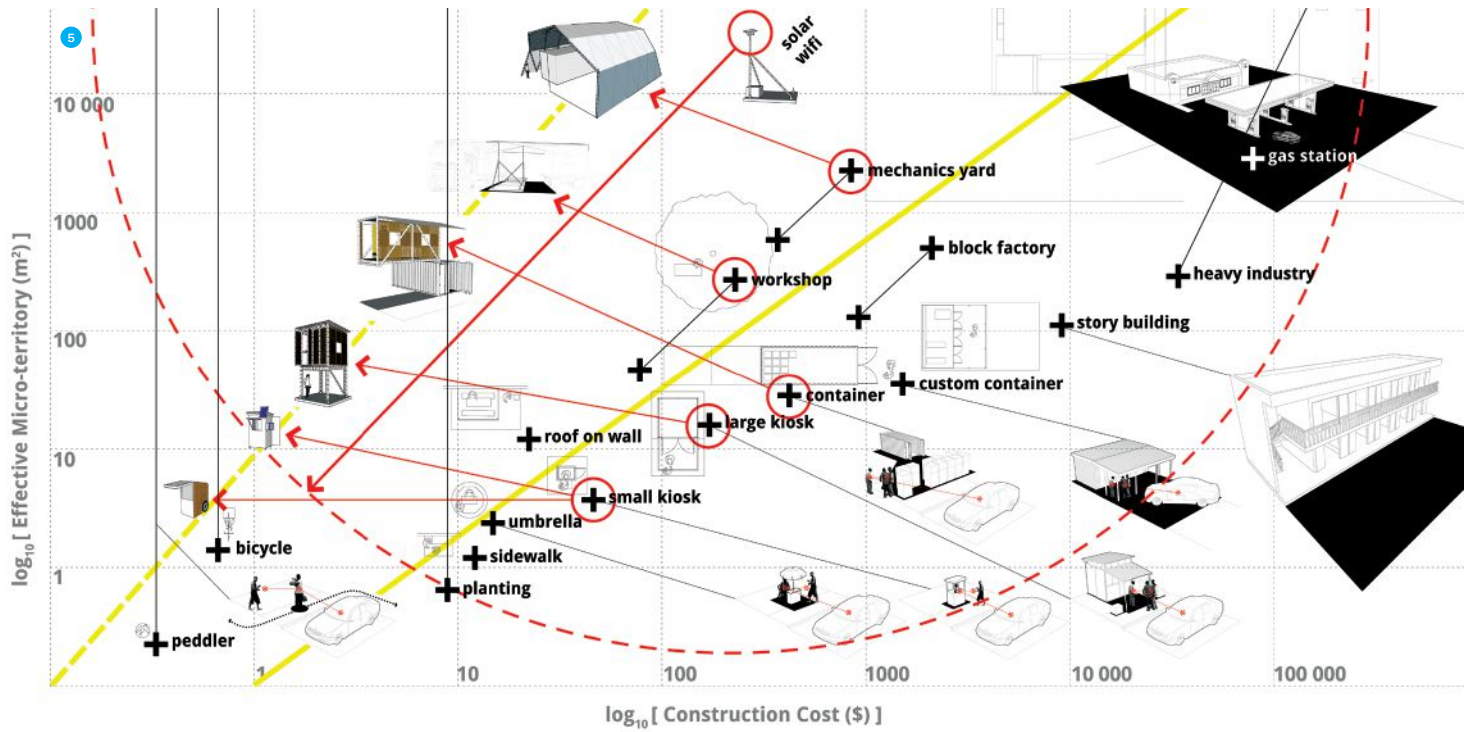 5
solar
wifi
10 000
mechanics yard
gas station
1000
block factory
workshop
heavy industry
100
story building
custom container
container
large kiosk
roof on wall
10
small kiosk
umbrella
bicycle
sidewalk
1
planting
peddler
1
10
100
1000
10 000
100 000
log10 [ Effective Micro-territory (m²) ]
log10 [ Construction Cost ($) ]